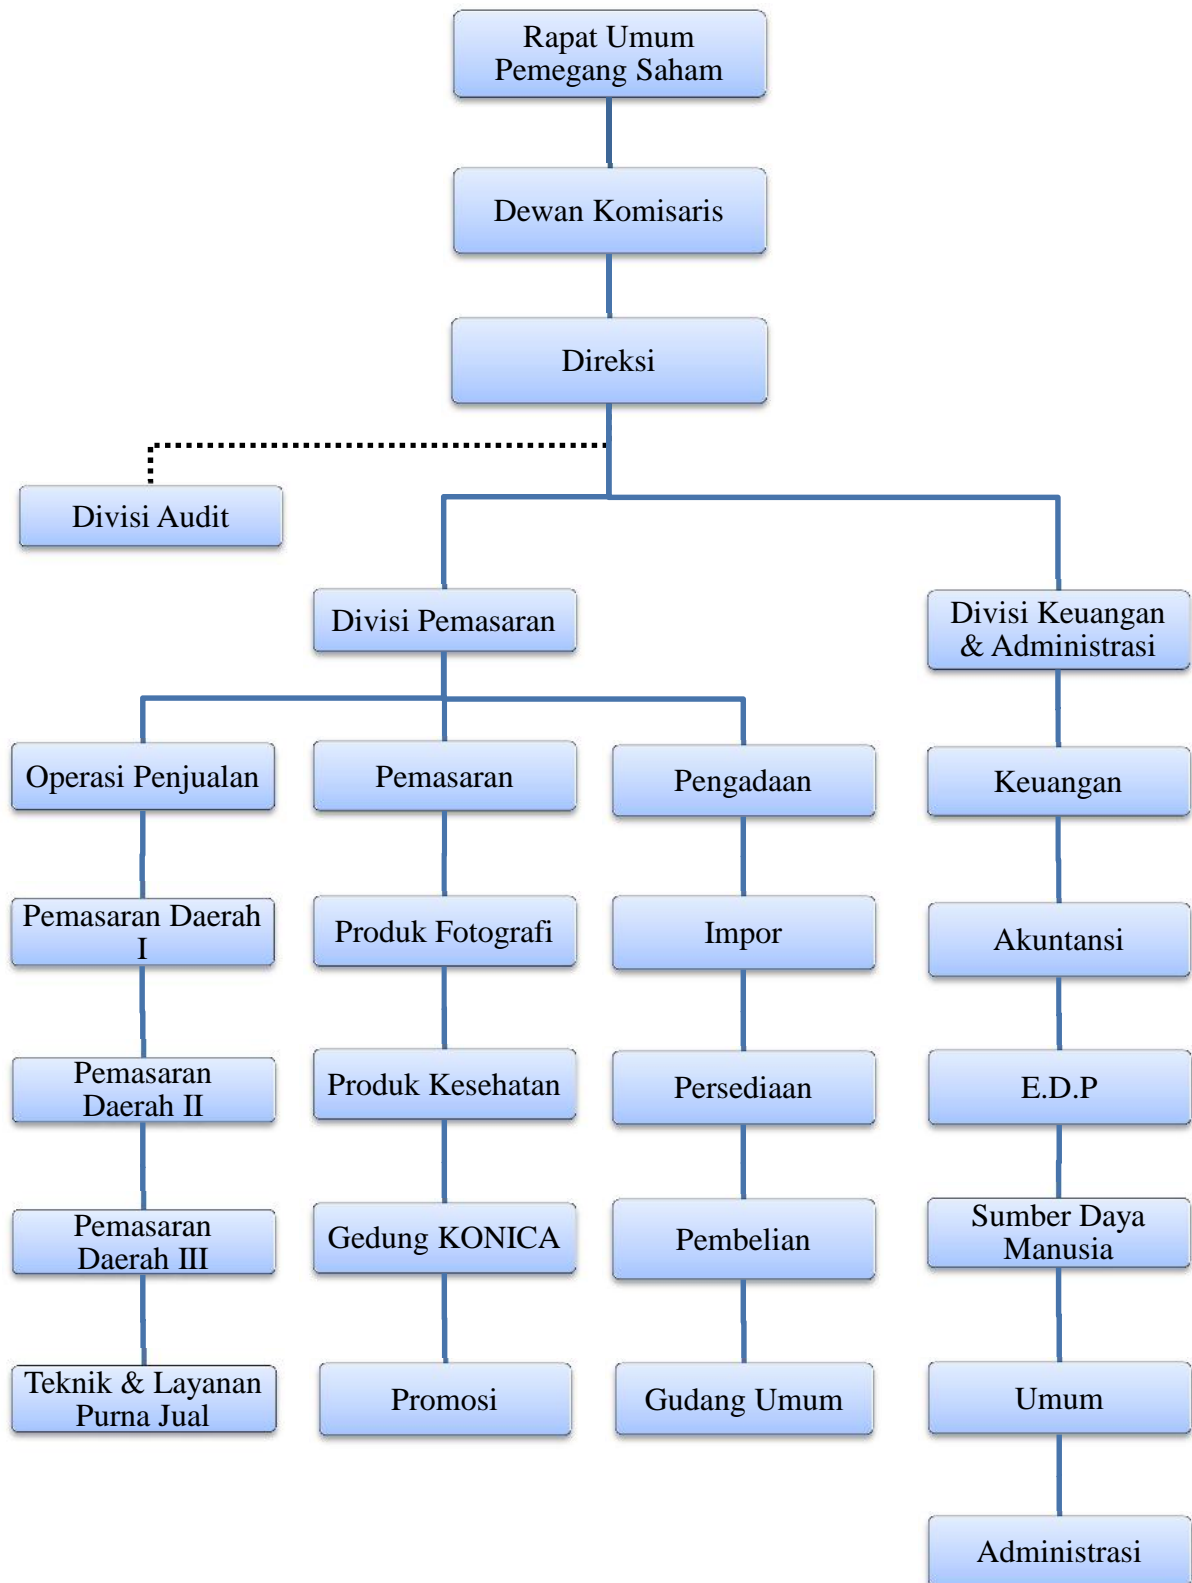 Rapat Umum
Pemegang Saham
Dewan Komisaris
Direksi
Divisi Audit
Divisi Pemasaran
Divisi Keuangan
& Administrasi
Operasi Penjualan
Pemasaran
Pengadaan
Keuangan
Pemasaran Daerah
I
Produk Fotografi
Impor
Akuntansi
Pemasaran
Daerah II
Produk Kesehatan
Persediaan
E.D.P
Pemasaran
Daerah III
Gedung KONICA
Pembelian
Sumber Daya
Manusia
Teknik & Layanan
Purna Jual
Promosi
Gudang Umum
Umum
Administrasi